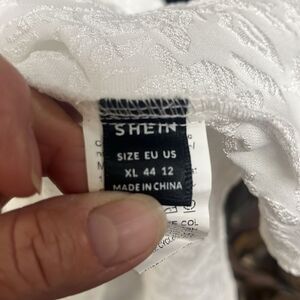 SHEIN
SIZE EU US
XL 44 12
MADE IN CHINA